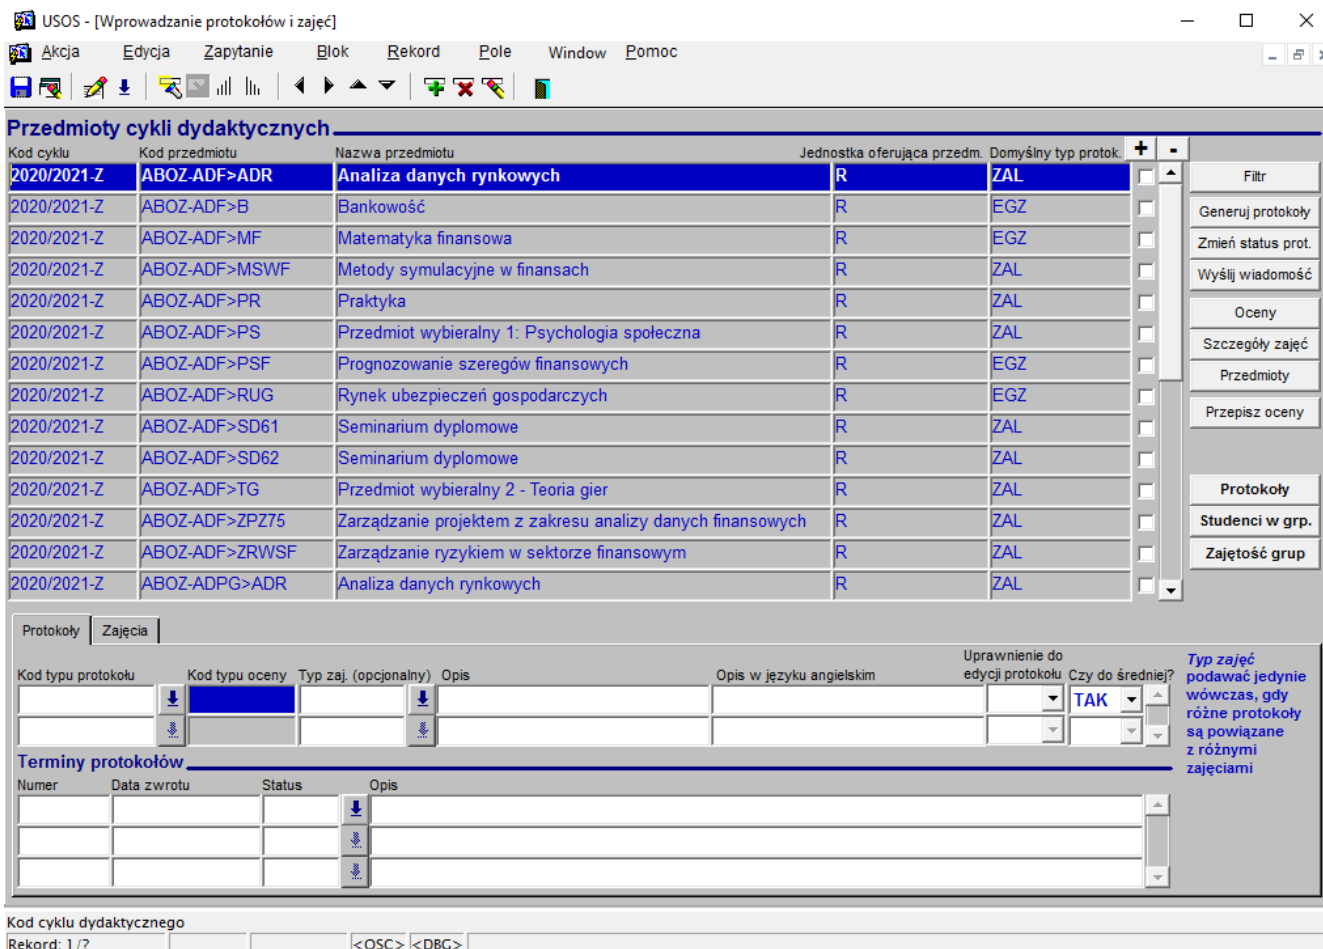 USOS - [Wprowadzanie protokołów i zajęć]
Akcja Edycja Zapytanie Blok Rekord Pole Window Pomoc
Przedmioty cykli dydaktycznych
Kod cyklu Kod przedmiotu Nazwa przedmiotu Jednostka oferująca przedm. Domyślny typ protok. + -
2020/2021-Z ABOZ-ADF>ADR Analiza danych rynkowych R ZAL
2020/2021-Z ABOZ-ADF>B Bankowość R EGZ
2020/2021-Z ABOZ-ADF>MF Matematyka finansowa R EGZ
2020/2021-Z ABOZ-ADF>MSWF Metody symulacyjne w finansach R ZAL
2020/2021-Z ABOZ-ADF>PR Praktyka R ZAL
2020/2021-Z ABOZ-ADF>PS Przedmiot wybieralny 1: Psychologia społeczna R ZAL
2020/2021-Z ABOZ-ADF>PSF Prognozowanie szeregów finansowych R EGZ
2020/2021-Z ABOZ-ADF>RUG Rynek ubezpieczeń gospodarczych R EGZ
2020/2021-Z ABOZ-ADF>SD61 Seminarium dyplomowe R ZAL
2020/2021-Z ABOZ-ADF>SD62 Seminarium dyplomowe R ZAL
2020/2021-Z ABOZ-ADF>TG Przedmiot wybieralny 2 - Teoria gier R ZAL
2020/2021-Z ABOZ-ADF>ZPZ75 Zarządzanie projektem z zakresu analizy danych finansowych R ZAL
2020/2021-Z ABOZ-ADF>ZRWSF Zarządzanie ryzykiem w sektorze finansowym R ZAL
2020/2021-Z ABOZ-ADPG>ADR Analiza danych rynkowych R ZAL
Filtr
Generuj protokoły
Zmień status prot.
Wyślij wiadomość
Oceny
Szczegóły zajęć
Przedmioty
Przepisz oceny
Protokoły
Studenci w grp.
Zajętość grup
Protokoły Zajęcia
Kod typu protokołu Kod typu oceny Typ zaj. (opcjonalny) Opis Opis w języku angielskim Uprawnienie do edycji protokołu Czy do średniej?
TAK
Typ zajęć
podawać jedynie
wówczas, gdy
różne protokoły
są powiązane
z różnymi
zajęciami
Terminy protokołów
Numer Data zwrotu Status Opis
Kod cyklu dydaktycznego
Rekord: 1/? <OSC> <DBG>